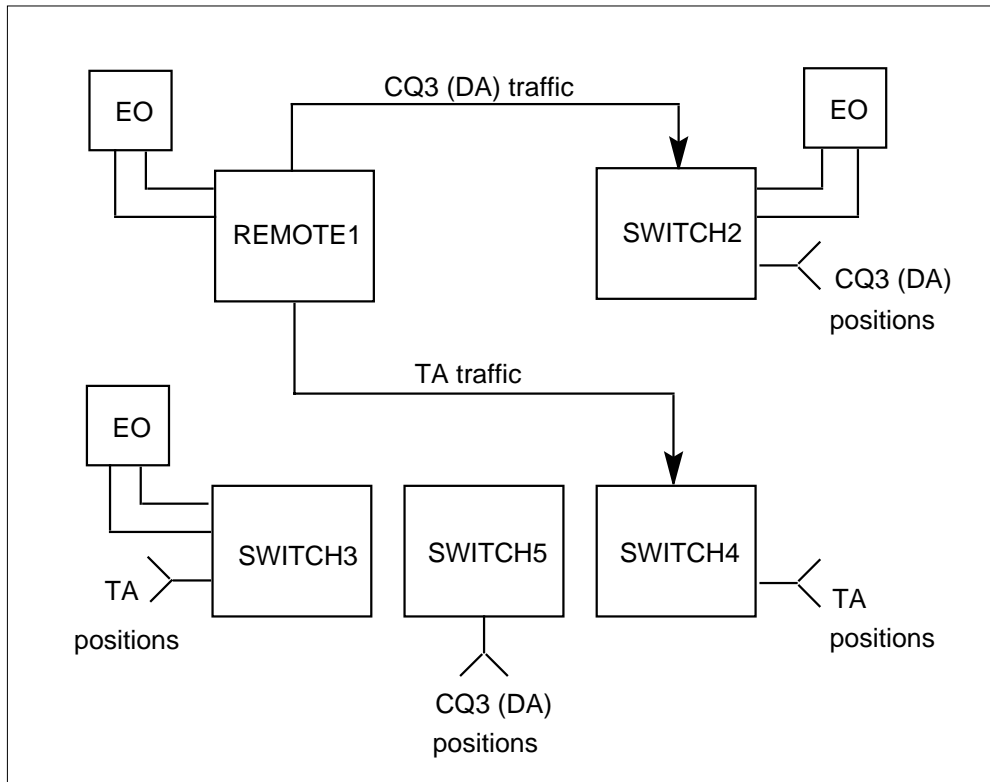 CQ3 (DA) traffic
EO
EO
REMOTE1
SWITCH2
CQ3 (DA)
positions
TA traffic
EO
SWITCH3
SWITCH5
SWITCH4
TA
positions
TA
positions
CQ3 (DA)
positions